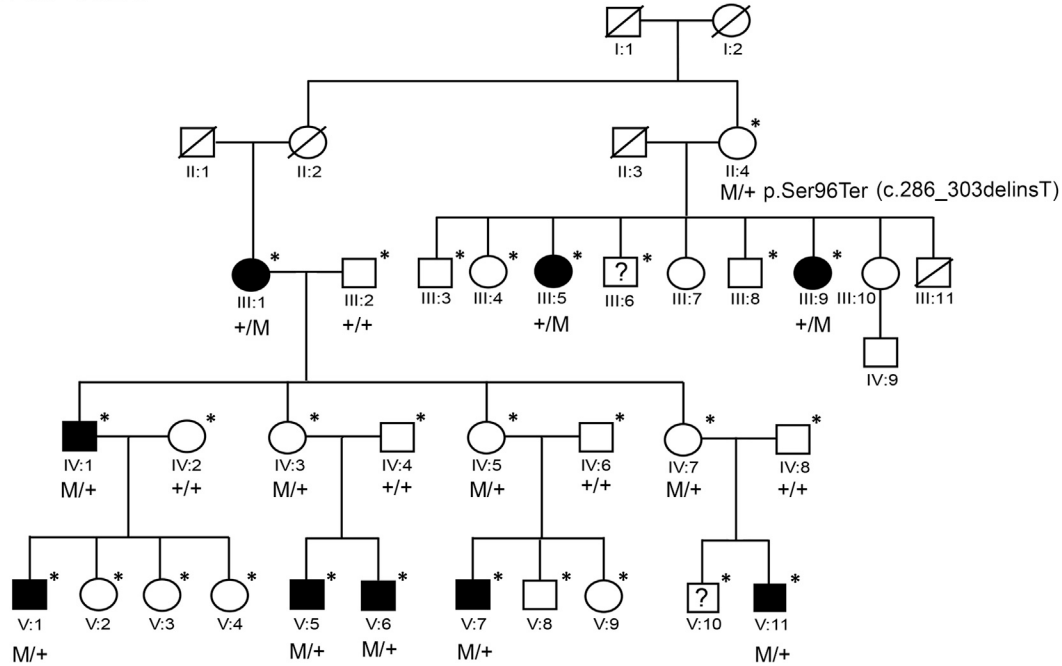 I:1 I:2
*
II:1 II:2 II:3 II:4
M/+ p.Ser96Ter (c.286_303delinsT)
* * * * * ? * * *
III:1 III:2 III:3 III:4 III:5 III:6 III:7 III:8 III:9 III:10 III:11
+/M +/+ +/M +/M
IV:9
* * * * * * * *
IV:1 IV:2 IV:3 IV:4 IV:5 IV:6 IV:7 IV:8
M/+ +/+ M/+ +/+ M/+ +/+ M/+ +/+
* * * * * * * * * ? * *
V:1 V:2 V:3 V:4 V:5 V:6 V:7 V:8 V:9 V:10 V:11
M/+ M/+ M/+ M/+ M/+